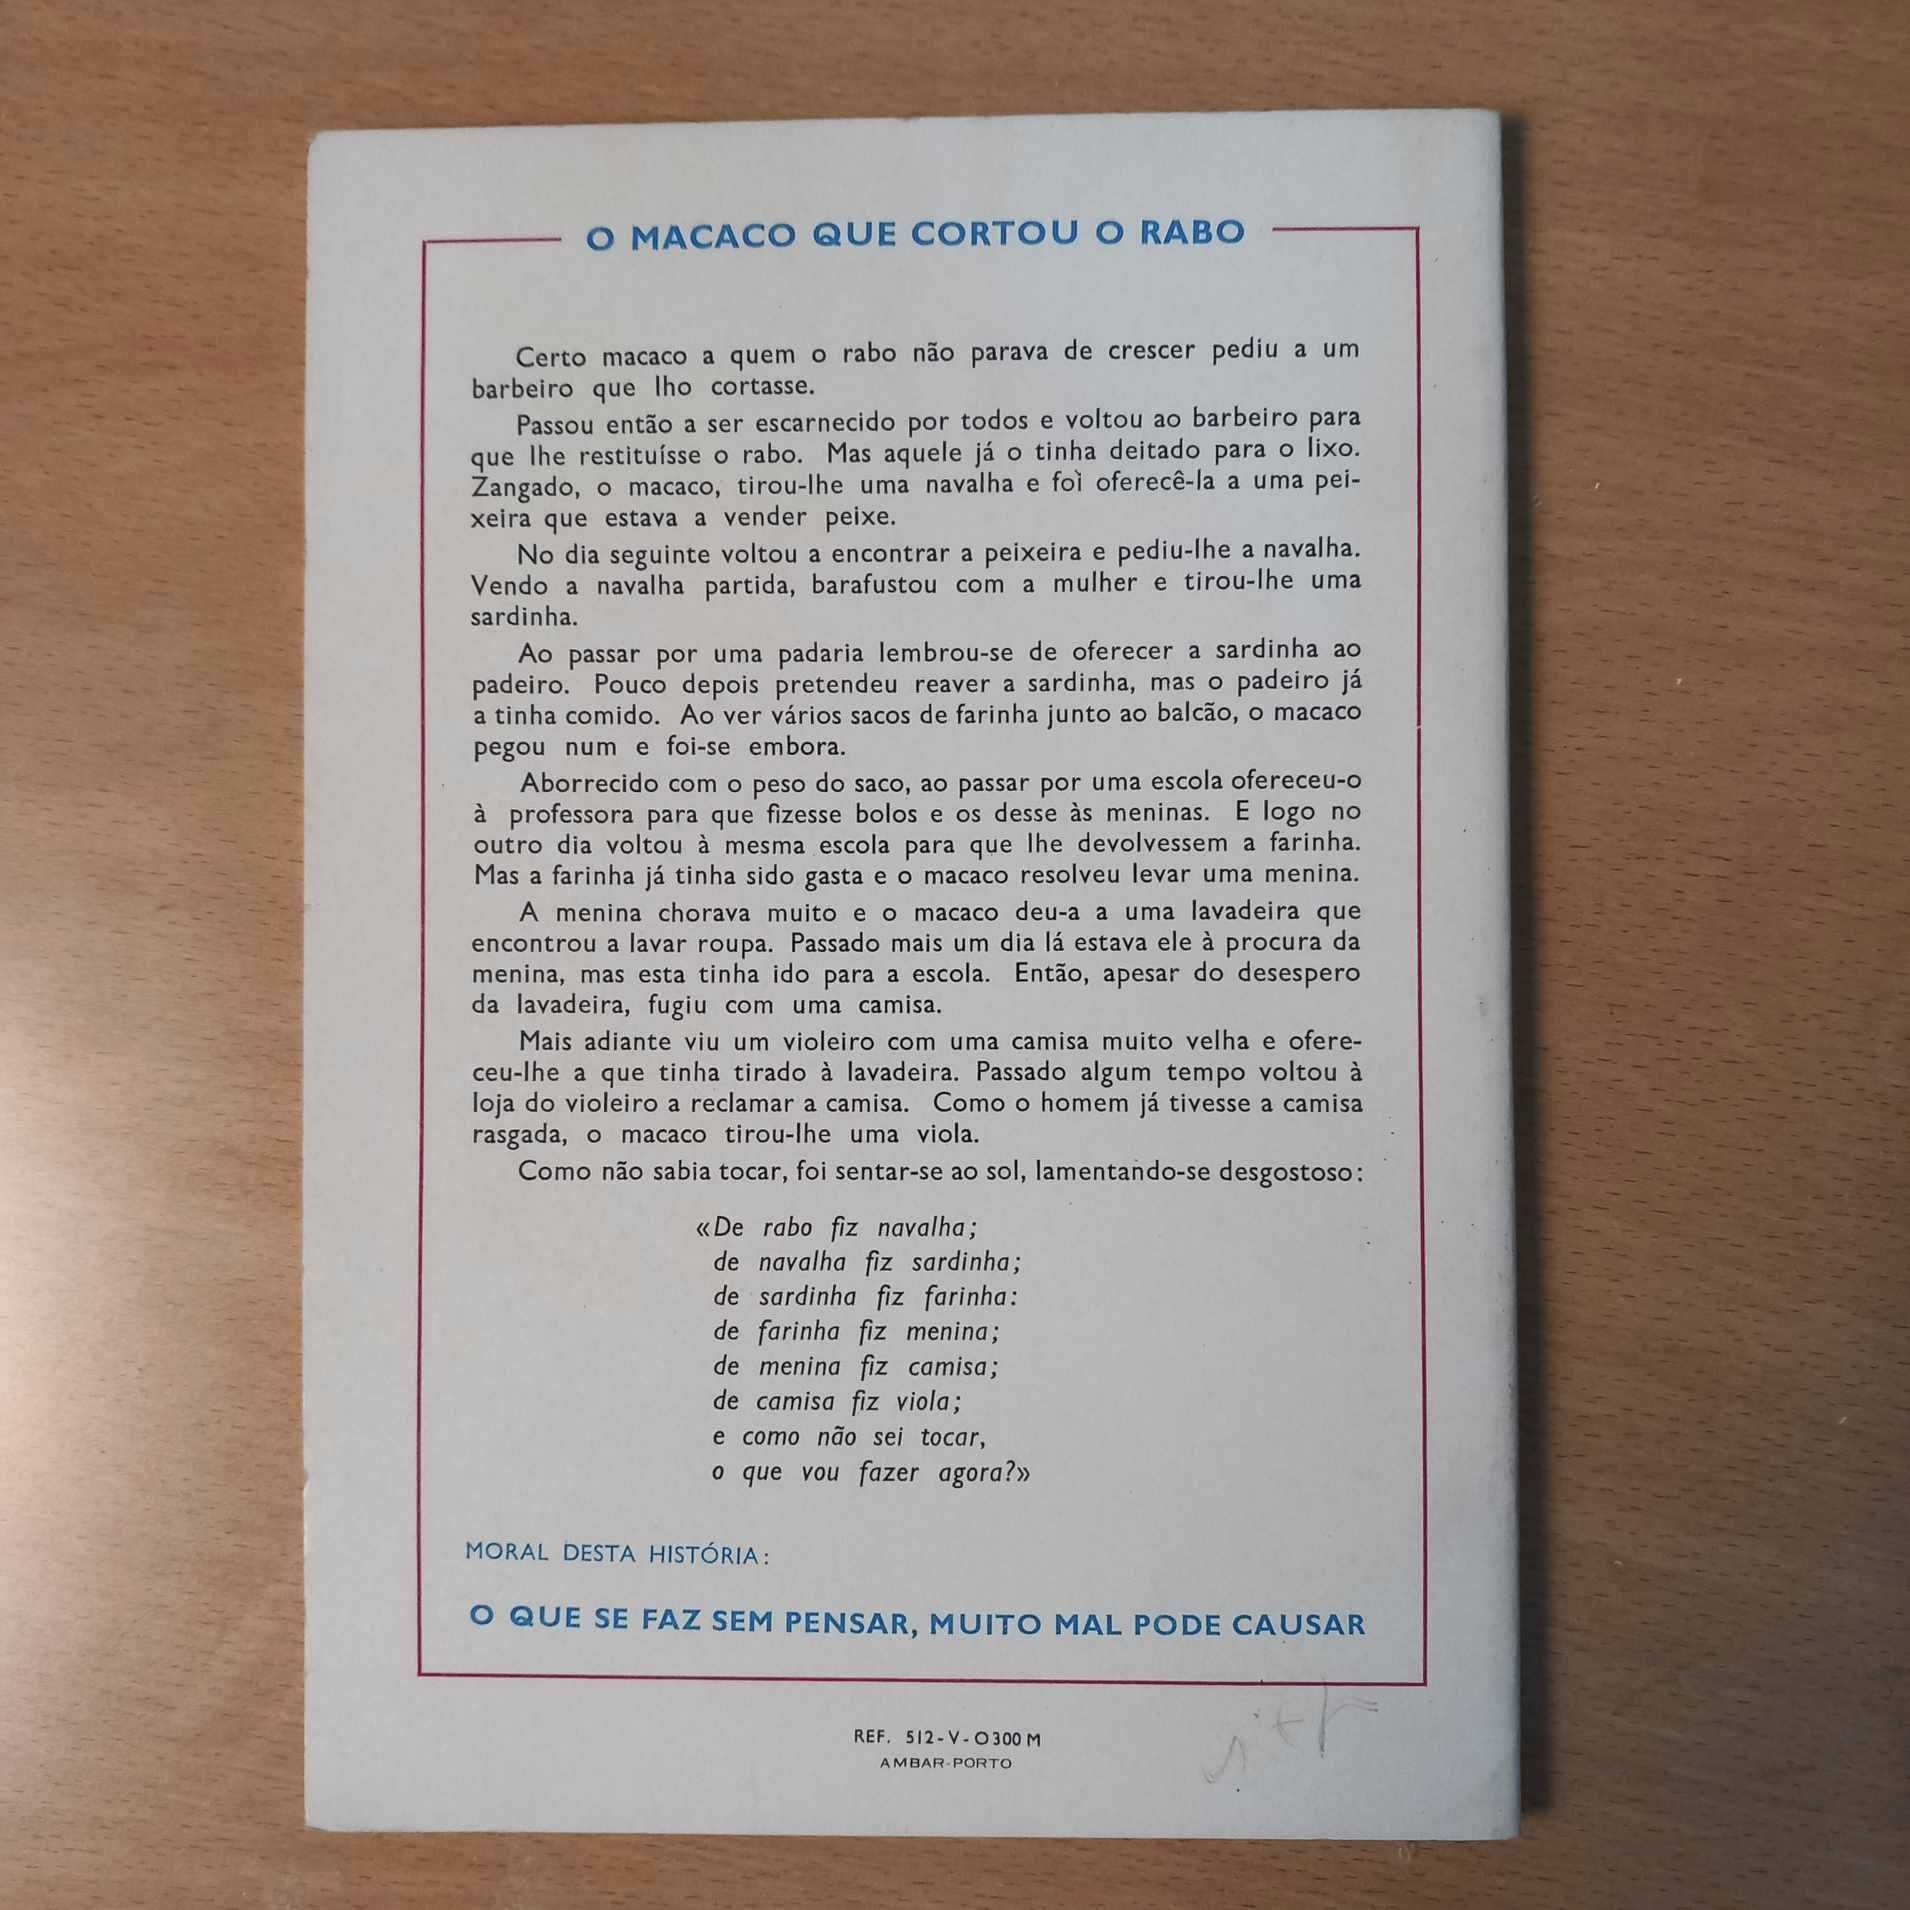 O MACACO QUE CORTOU O RABO
Certo macaco a quem o rabo não parava de crescer pediu a um
barbeiro que lho cortasse.
Passou então a ser escarnecido por todos e voltou ao barbeiro para
que lhe restituísse o rabo. Mas aquele já o tinha deitado para o lixo.
Zangado, o macaco, tirou-lhe uma navalha e foi oferecê-la a uma pei-
xeira que estava a vender peixe.
No dia seguinte voltou a encontrar a peixeira e pediu-lhe a navalha.
Vendo a navalha partida, barafustou com a mulher e tirou-lhe uma
sardinha.
Ao passar por uma padaria lembrou-se de oferecer a sardinha ao
padeiro. Pouco depois pretendeu reaver a sardinha, mas o padeiro já
a tinha comido. Ao ver vários sacos de farinha junto ao balcão, o macaco
pegou num e foi-se embora.
Aborrecido com o peso do saco, ao passar por uma escola ofereceu-o
à professora para que fizesse bolos e os desse às meninas. E logo no
outro dia voltou à mesma escola para que lhe devolvessem a farinha.
Mas a farinha já tinha sido gasta e o macaco resolveu levar uma menina.
A menina chorava muito e o macaco deu-a a uma lavadeira que
encontrou a lavar roupa. Passado mais um dia lá estava ele à procura da
menina, mas esta tinha ido para a escola. Então, apesar do desespero
da lavadeira, fugiu com uma camisa.
Mais adiante viu um violeiro com uma camisa muito velha e ofere-
ceu-lhe a que tinha tirado à lavadeira. Passado algum tempo voltou à
loja do violeiro a reclamar a camisa. Como o homem já tivesse a camisa
rasgada, o macaco tirou-lhe uma viola.
Como não sabia tocar, foi sentar-se ao sol, lamentando-se desgostoso:
«De rabo fiz navalha;
de navalha fiz sardinha;
de sardinha fiz farinha:
de farinha fiz menina;
de menina fiz camisa;
de camisa fiz viola;
e como não sei tocar,
o que vou fazer agora?»
MORAL DESTA HISTÓRIA:
O QUE SE FAZ SEM PENSAR, MUITO MAL PODE CAUSAR
REF. 512-V-O300 M
AMBAR-PORTO